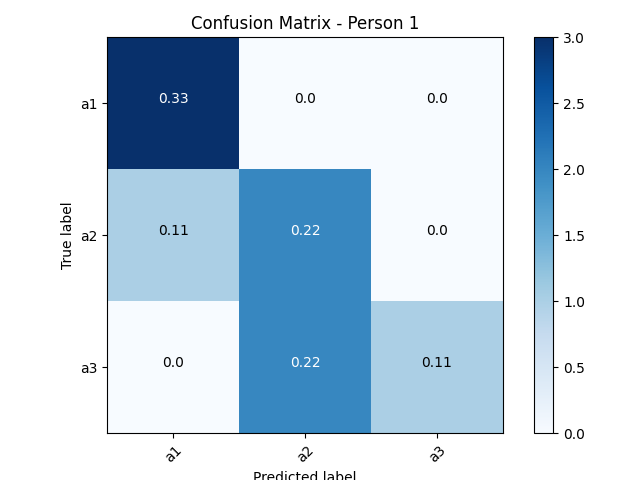 Confusion Matrix - Person 1
3.0
a1
0.33
0.0
0.0
2.5
2.0
True label
a2
0.11
0.22
0.0
1.5
1.0
a3
0.0
0.22
0.11
0.5
0.0
a1
a2
a3
Predicted label